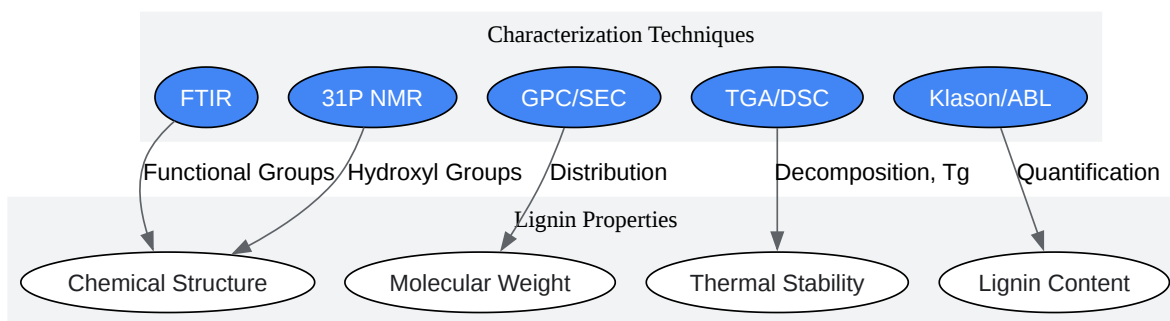 Characterization Techniques
FTIR
31P NMR
GPC/SEC
TGA/DSC
Klason/ABL
Functional Groups
Hydroxyl Groups
Distribution
Decomposition, Tg
Quantification
Lignin Properties
Chemical Structure
Molecular Weight
Thermal Stability
Lignin Content